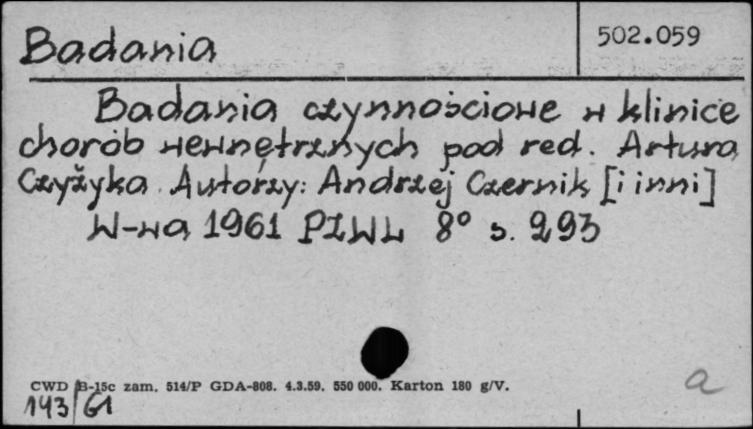 Badania
502.059
Badania czynnościowe w klinice
chorób wewnętrznych pod red. Artura
Czyżyka. Autorzy: Andrzej Czernik [i inni]
W-wa 1961 PZWL 8° s. 293
CWD B-15c zam. 514/P GDA-808. 4.3.59. 550 000. Karton 180 g/V.
143/61
a